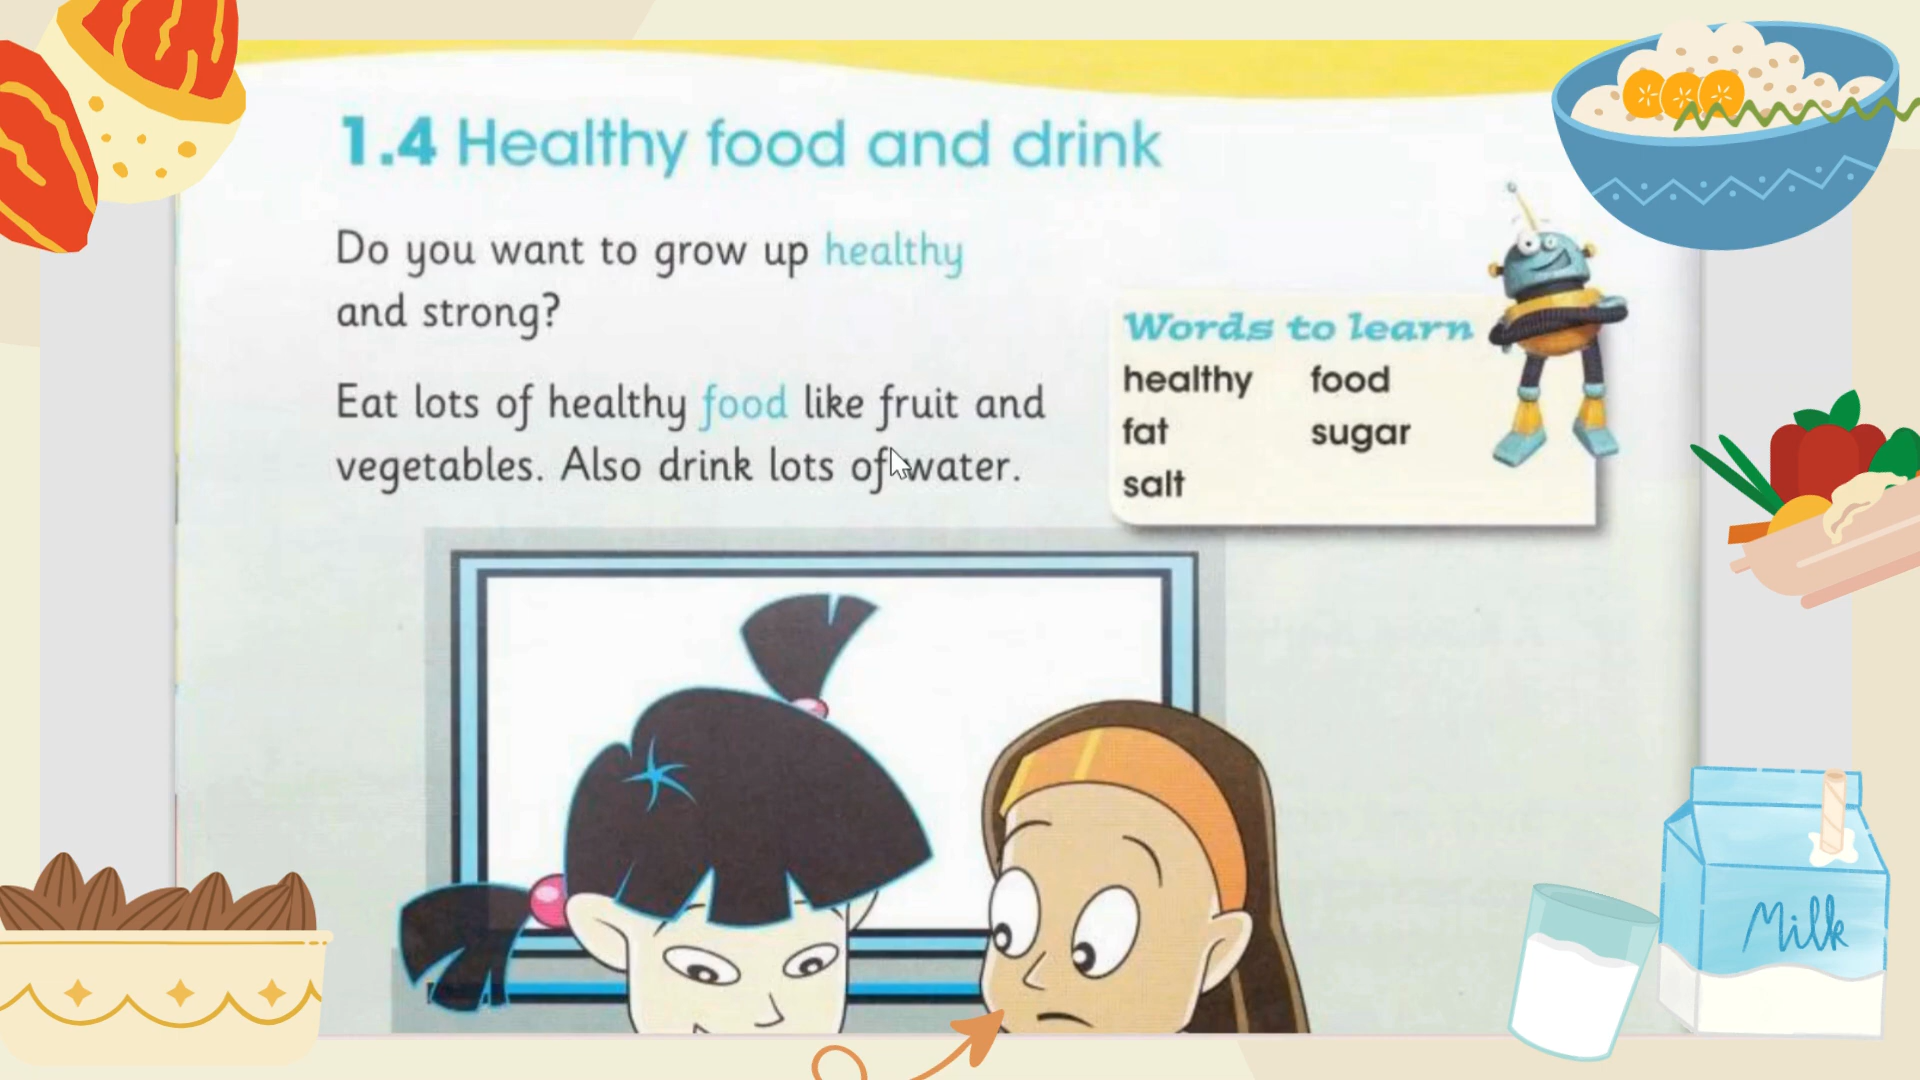 1.4 Healthy food and drink
Do you want to grow up healthy
and strong?
Eat lots of healthy food like fruit and
vegetables. Also drink lots of water.
Words to learn
healthy food
fat sugar
salt
Milk